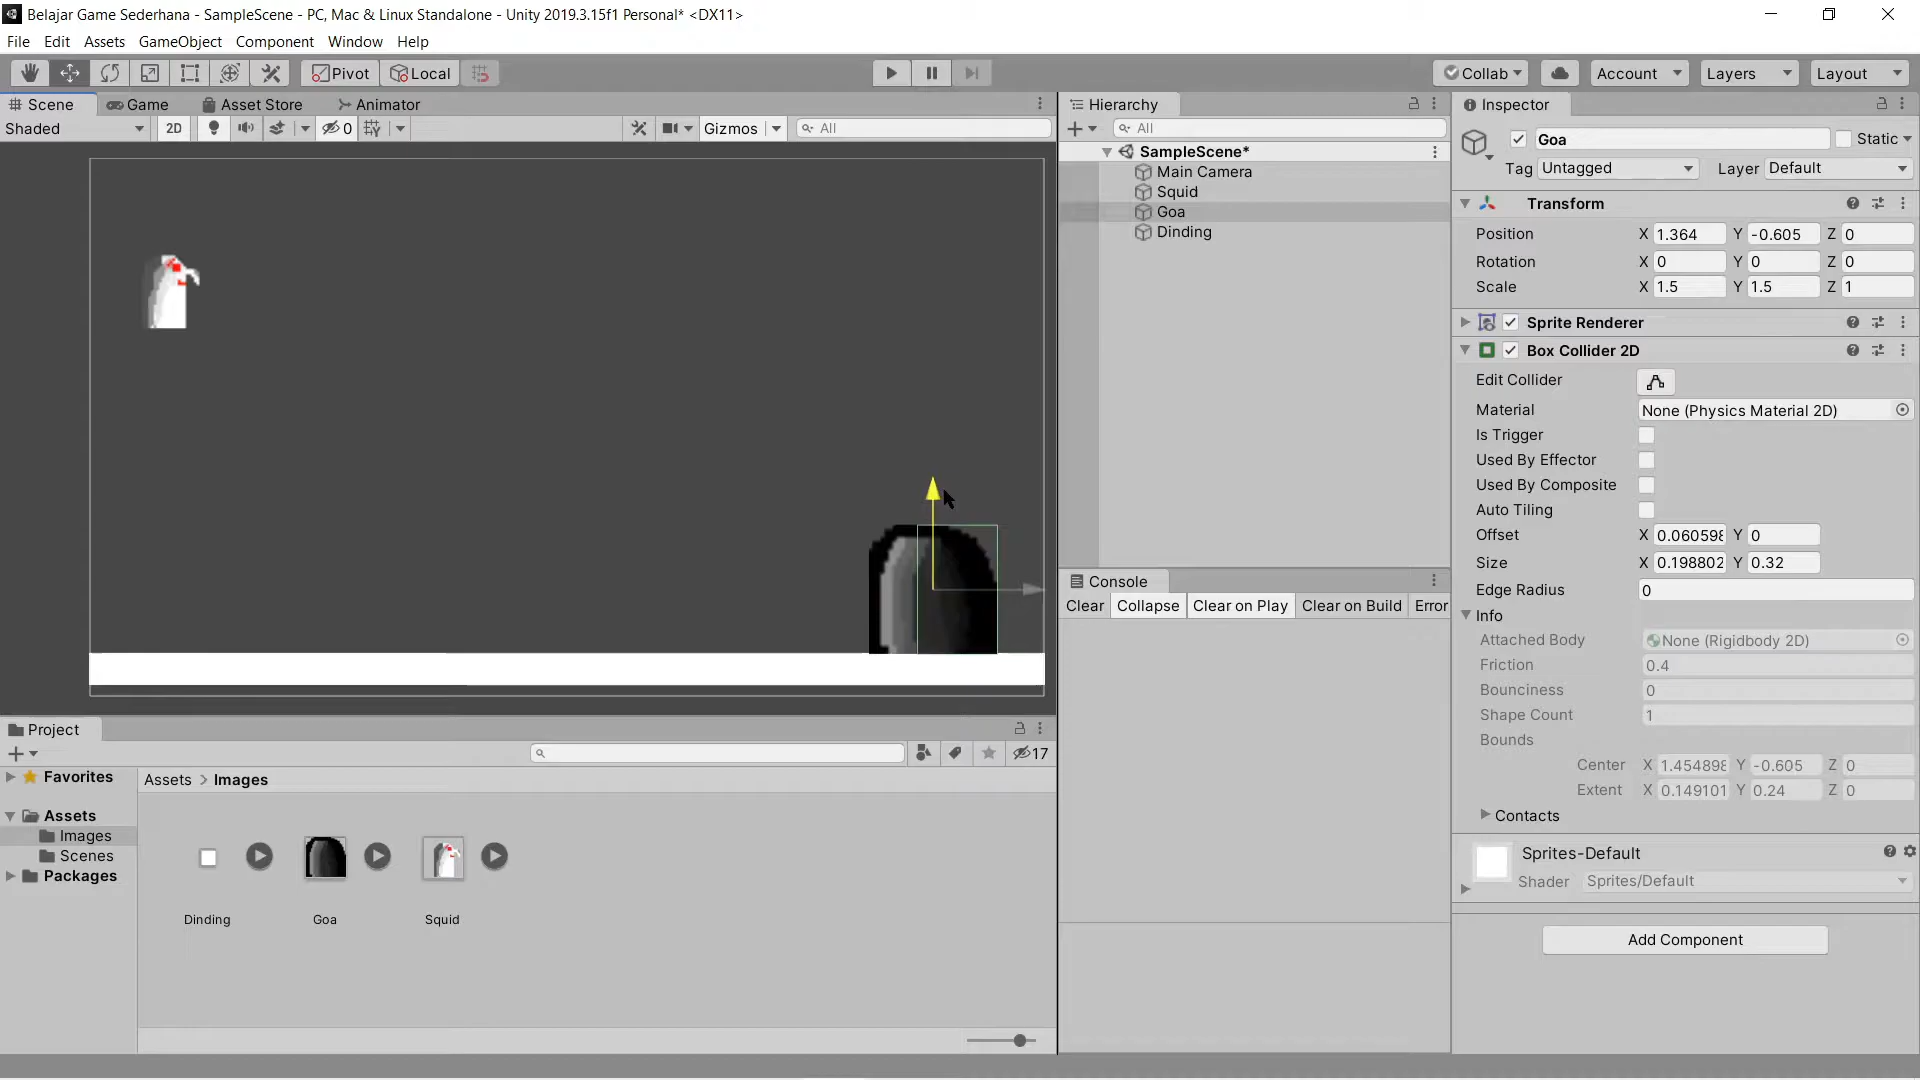 Belajar Game Sederhana - SampleScene - PC, Mac & Linux Standalone - Unity 2019.3.15f1 Personal* <DX11>
File Edit Assets GameObject Component Window Help
Pivot Local Collab Account Layers Layout
Scene Game Asset Store Animator
Shaded 2D 0 Gizmos All
Hierarchy
All
SampleScene*
Main Camera
Squid
Goa
Dinding
Console
Clear Collapse Clear on Play Clear on Build Error
Inspector
Goa Static
Tag Untagged Layer Default
Transform
Position X 1.364 Y -0.605 Z 0
Rotation X 0 Y 0 Z 0
Scale X 1.5 Y 1.5 Z 1
Sprite Renderer
Box Collider 2D
Edit Collider
Material None (Physics Material 2D)
Is Trigger
Used By Effector
Used By Composite
Auto Tiling
Offset X 0.060598 Y 0
Size X 0.198802 Y 0.32
Edge Radius 0
Info
Attached Body None (Rigidbody 2D)
Friction 0.4
Bounciness 0
Shape Count 1
Bounds
Center X 1.454898 Y -0.605 Z 0
Extent X 0.149101 Y 0.24 Z 0
Contacts
Sprites-Default
Shader Sprites/Default
Add Component
Project
17
Favorites
Assets
Images
Scenes
Packages
Assets > Images
Dinding Goa Squid